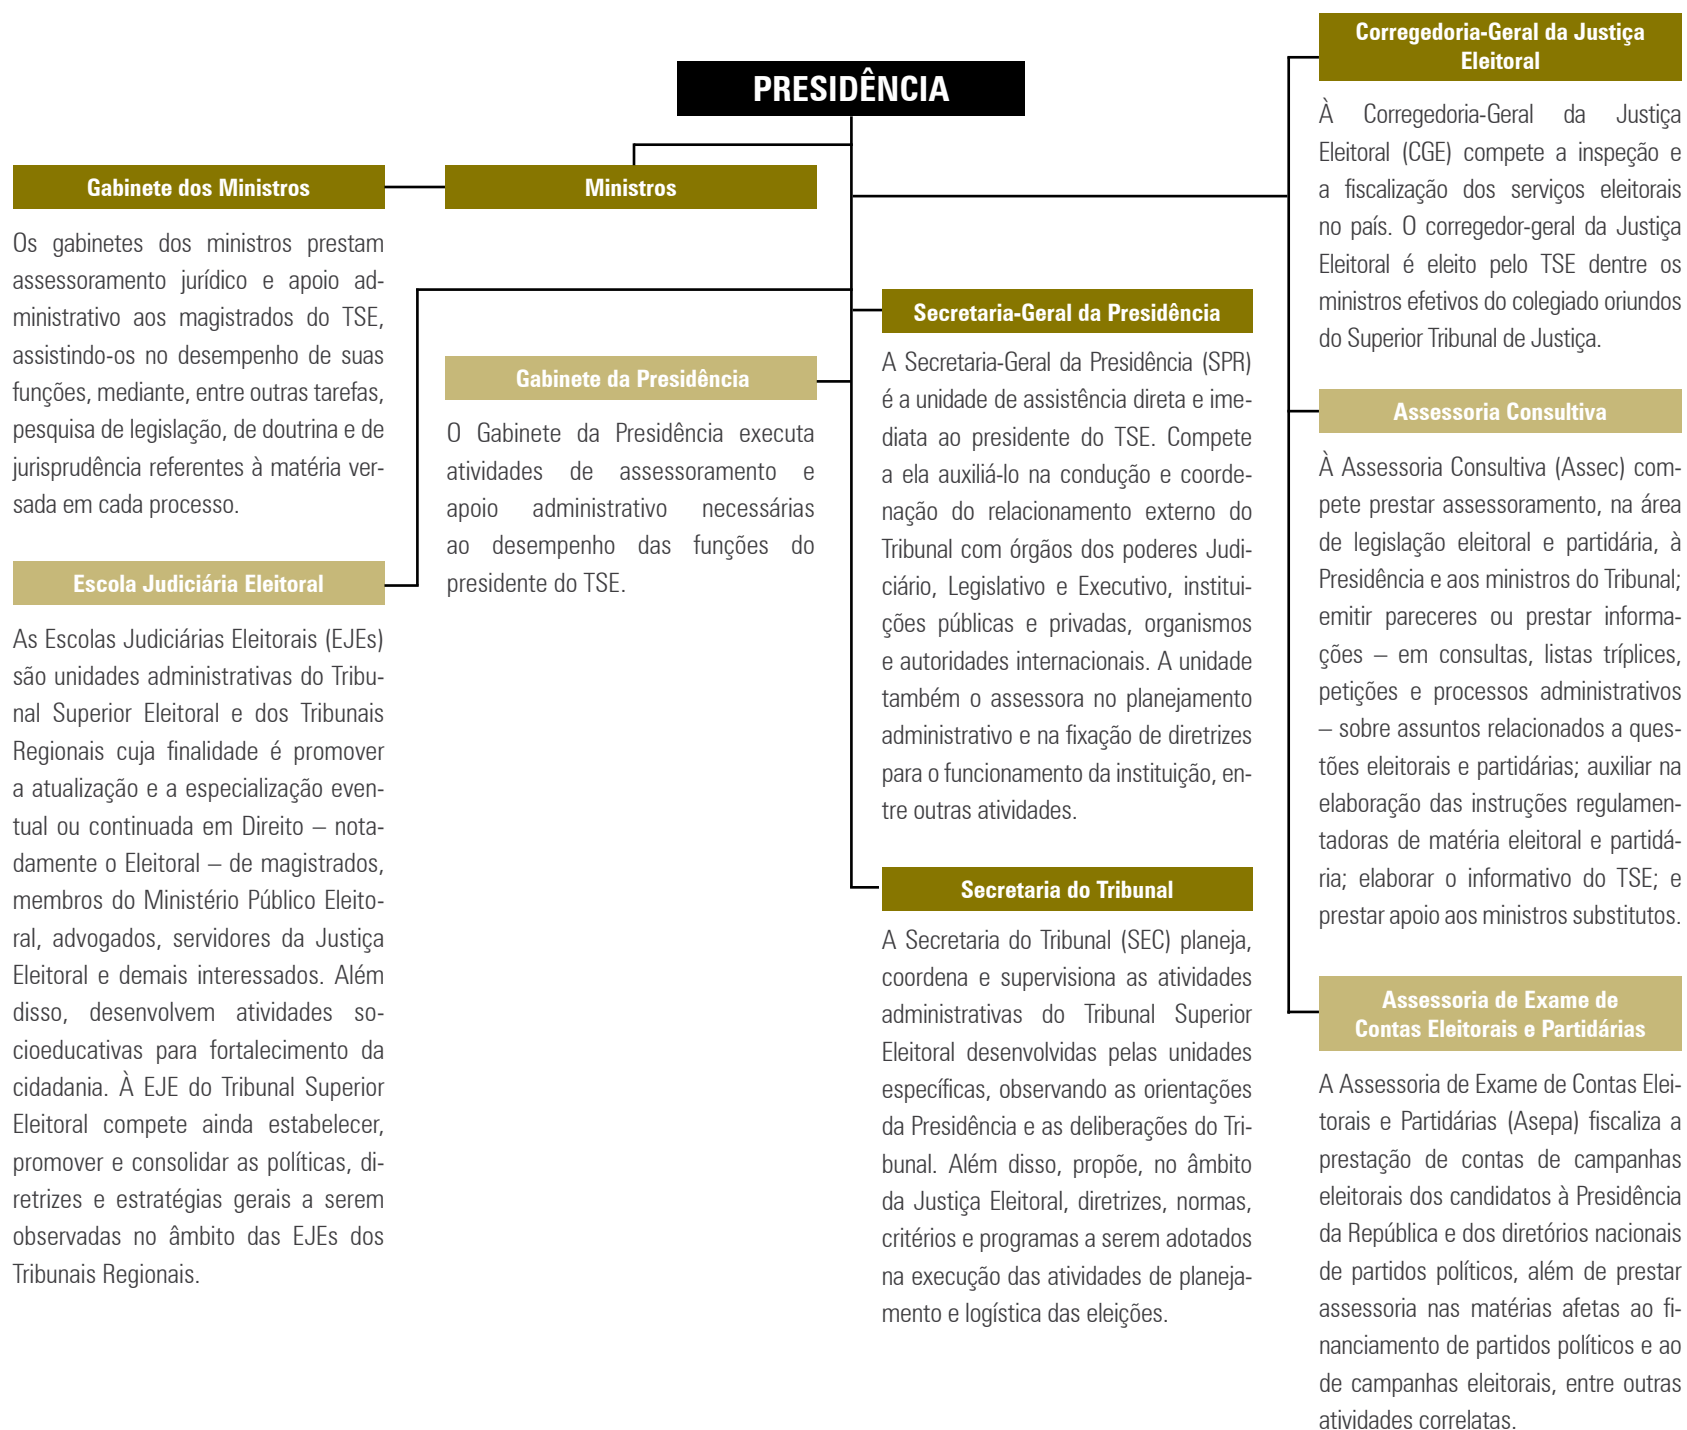 PRESIDÊNCIA
Gabinete dos Ministros
Os gabinetes dos ministros prestam
assessoramento jurídico e apoio ad-
ministrativo aos magistrados do TSE,
assistindo-os no desempenho de suas
funções, mediante, entre outras tarefas,
pesquisa de legislação, de doutrina e de
jurisprudência referentes à matéria ver-
sada em cada processo.
Escola Judiciária Eleitoral
As Escolas Judiciárias Eleitorais (EJEs)
são unidades administrativas do Tribu-
nal Superior Eleitoral e dos Tribunais
Regionais cuja finalidade é promover
a atualização e a especialização even-
tual ou continuada em Direito – nota-
damente o Eleitoral – de magistrados,
membros do Ministério Público Eleito-
ral, advogados, servidores da Justiça
Eleitoral e demais interessados. Além
disso, desenvolvem atividades so-
cioeducativas para fortalecimento da
cidadania. À EJE do Tribunal Superior
Eleitoral compete ainda estabelecer,
promover e consolidar as políticas, di-
retrizes e estratégias gerais a serem
observadas no âmbito das EJEs dos
Tribunais Regionais.
Ministros
Gabinete da Presidência
O Gabinete da Presidência executa
atividades de assessoramento e
apoio administrativo necessárias
ao desempenho das funções do
presidente do TSE.
Secretaria-Geral da Presidência
A Secretaria-Geral da Presidência (SPR)
é a unidade de assistência direta e ime-
diata ao presidente do TSE. Compete
a ela auxiliá-lo na condução e coorde-
nação do relacionamento externo do
Tribunal com órgãos dos poderes Judi-
ciário, Legislativo e Executivo, institui-
ções públicas e privadas, organismos
e autoridades internacionais. A unidade
também o assessora no planejamento
administrativo e na fixação de diretrizes
para o funcionamento da instituição, en-
tre outras atividades.
Secretaria do Tribunal
A Secretaria do Tribunal (SEC) planeja,
coordena e supervisiona as atividades
administrativas do Tribunal Superior
Eleitoral desenvolvidas pelas unidades
específicas, observando as orientações
da Presidência e as deliberações do Tri-
bunal. Além disso, propõe, no âmbito
da Justiça Eleitoral, diretrizes, normas,
critérios e programas a serem adotados
na execução das atividades de planeja-
mento e logística das eleições.
Corregedoria-Geral da Justiça
Eleitoral
À Corregedoria-Geral da Justiça
Eleitoral (CGE) compete a inspeção e
a fiscalização dos serviços eleitorais
no país. O corregedor-geral da Justiça
Eleitoral é eleito pelo TSE dentre os
ministros efetivos do colegiado oriundos
do Superior Tribunal de Justiça.
Assessoria Consultiva
À Assessoria Consultiva (Assec) com-
pete prestar assessoramento, na área
de legislação eleitoral e partidária, à
Presidência e aos ministros do Tribunal;
emitir pareceres ou prestar informa-
ções – em consultas, listas tríplices,
petições e processos administrativos
– sobre assuntos relacionados a ques-
tões eleitorais e partidárias; auxiliar na
elaboração das instruções regulamen-
tadoras de matéria eleitoral e partidá-
ria; elaborar o informativo do TSE; e
prestar apoio aos ministros substitutos.
Assessoria de Exame de
Contas Eleitorais e Partidárias
A Assessoria de Exame de Contas Elei-
torais e Partidárias (Asepa) fiscaliza a
prestação de contas de campanhas
eleitorais dos candidatos à Presidência
da República e dos diretórios nacionais
de partidos políticos, além de prestar
assessoria nas matérias afetas ao fi-
nanciamento de partidos políticos e ao
de campanhas eleitorais, entre outras
atividades correlatas.